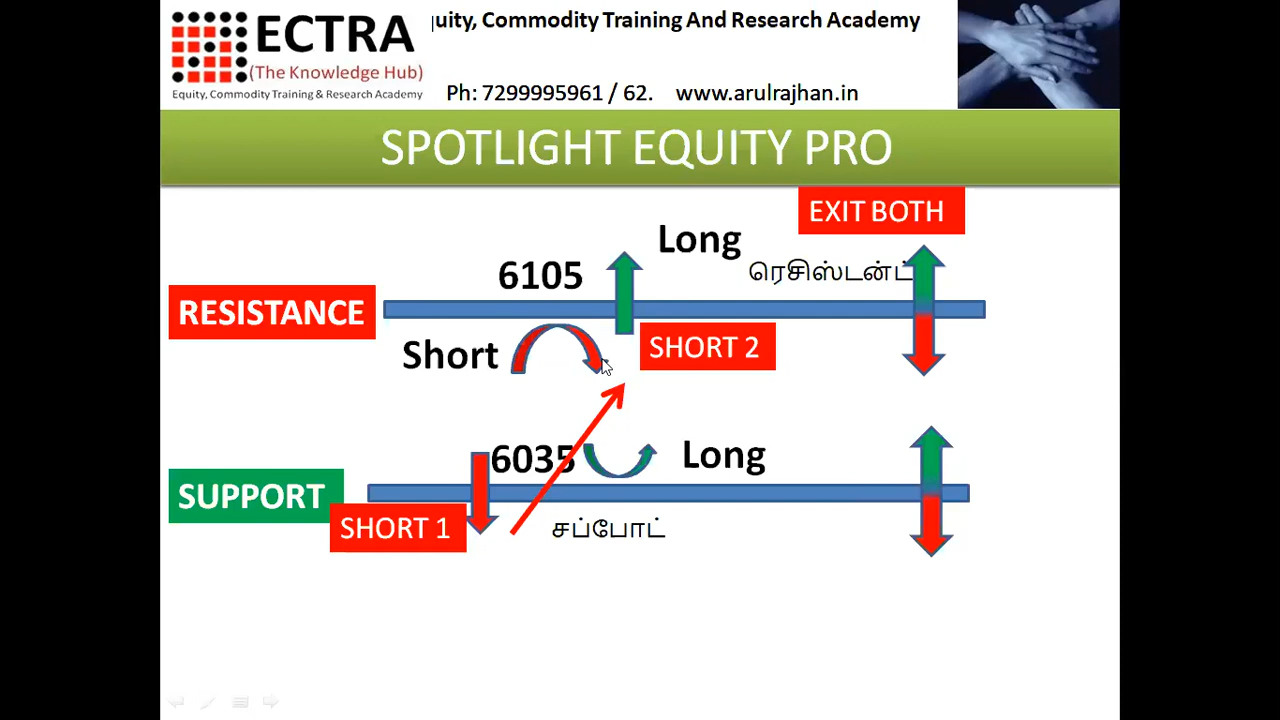 ECTRA
(The Knowledge Hub)
Equity, Commodity Training & Research Academy
quity, Commodity Training And Research Academy
Ph: 7299995961 / 62. www.arulrajhan.in
SPOTLIGHT EQUITY PRO
EXIT BOTH
Long
6105
ரெசிஸ்டன்ட்
RESISTANCE
Short
SHORT 2
6035
Long
SUPPORT
SHORT 1
சப்போட்